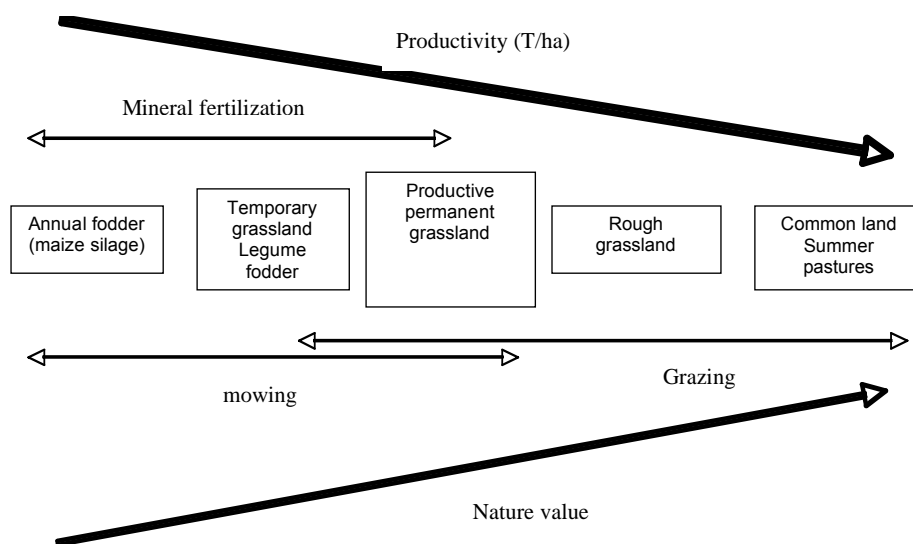 Productivity (T/ha)
Mineral fertilization
Annual fodder
(maize silage)
Temporary
grassland
Legume
fodder
Productive
permanent
grassland
Rough
grassland
Common land
Summer
pastures
mowing
Grazing
Nature value